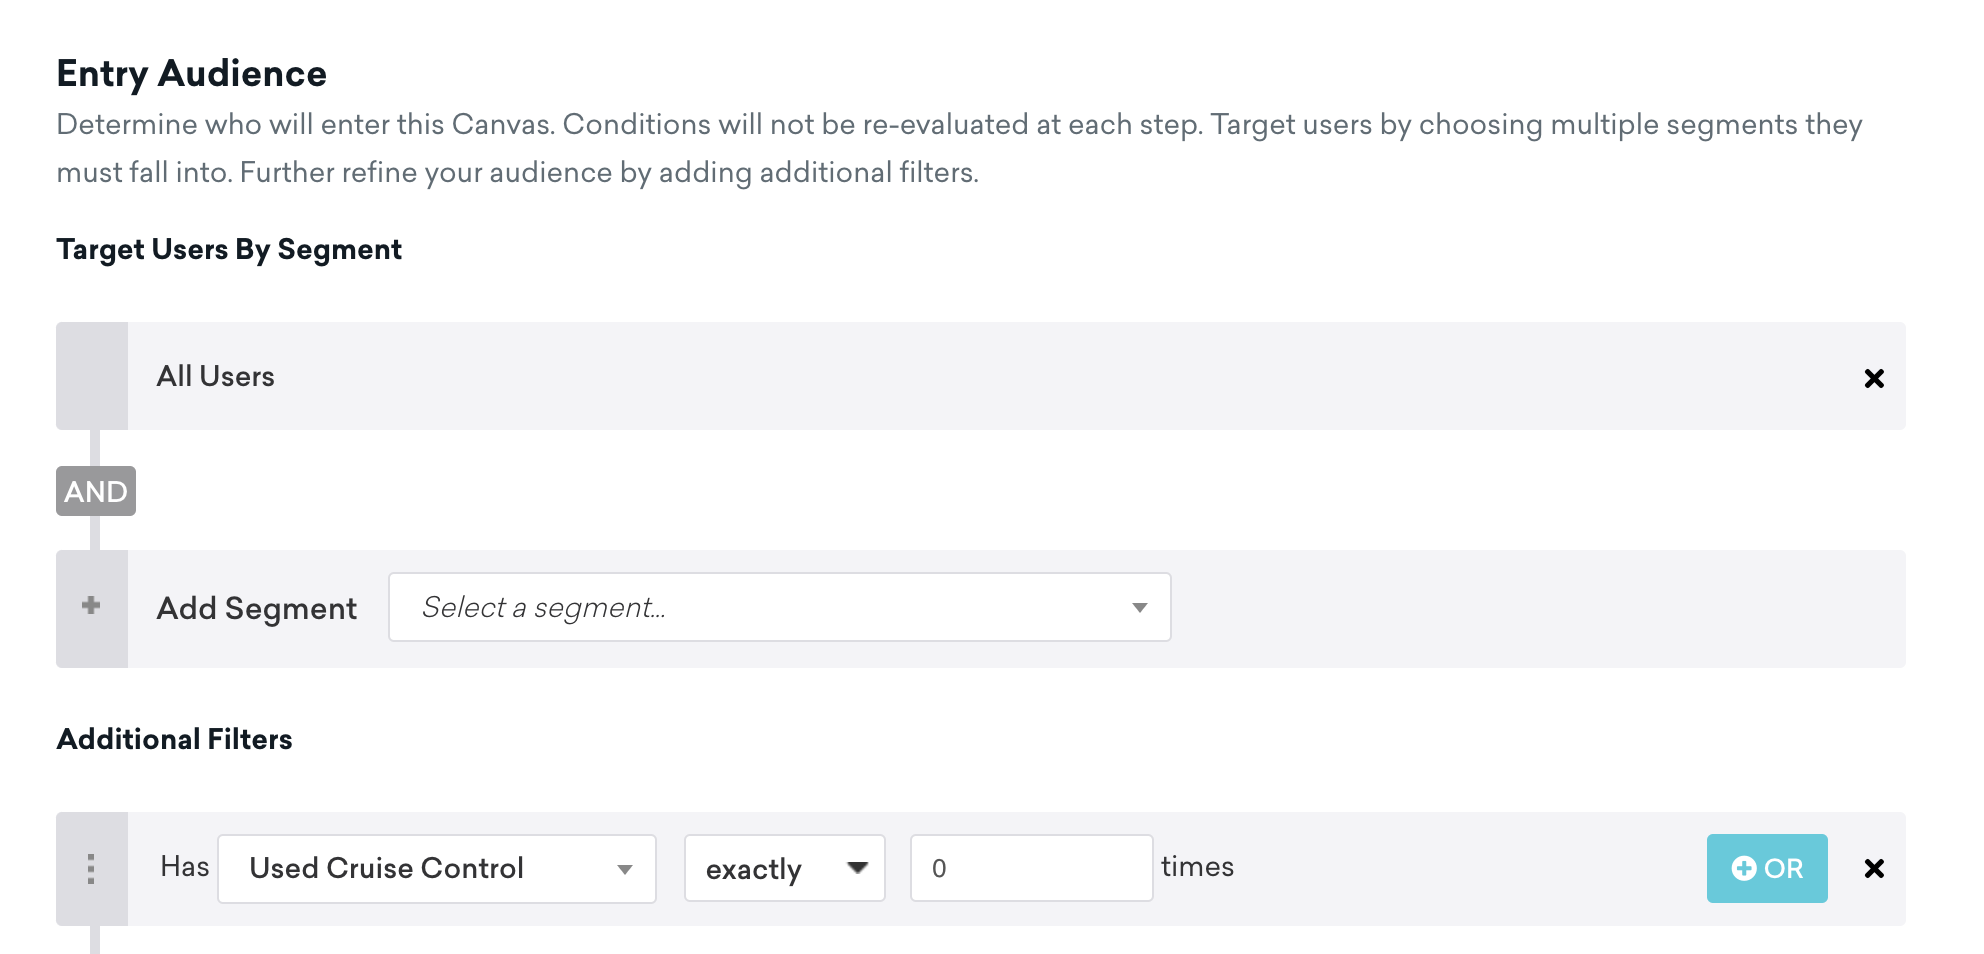 Entry Audience
Determine who will enter this Canvas. Conditions will not be re-evaluated at each step. Target users by choosing multiple segments they
must fall into. Further refine your audience by adding additional filters.
Target Users By Segment
All Users
AND
Add Segment Select a segment...
Additional Filters
Has Used Cruise Control exactly 0 times OR